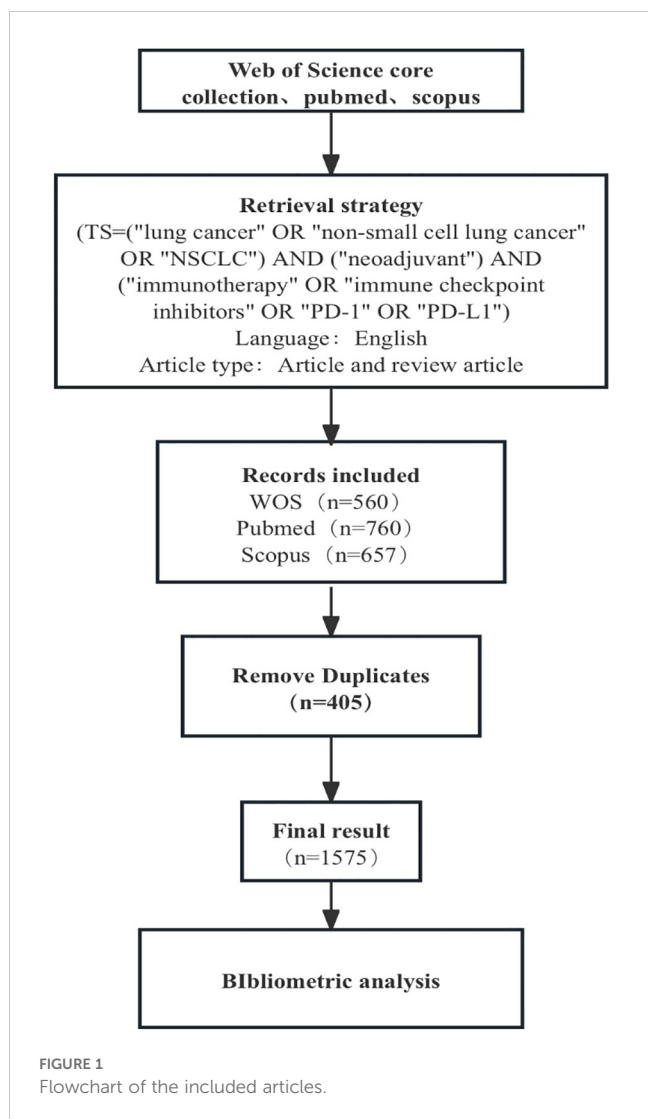 Web of Science core
collection、pubmed、scopus
Retrieval strategy
(TS=("lung cancer" OR "non-small cell lung cancer"
OR "NSCLC") AND ("neoadjuvant") AND
("immunotherapy" OR "immune checkpoint
inhibitors" OR "PD-1" OR "PD-L1")
Language：English
Article type：Article and review article
Records included
WOS（n=560）
Pubmed（n=760）
Scopus（n=657）
Remove Duplicates
（n=405）
Final result
（n=1575）
BIbliometric analysis
FIGURE 1
Flowchart of the included articles.